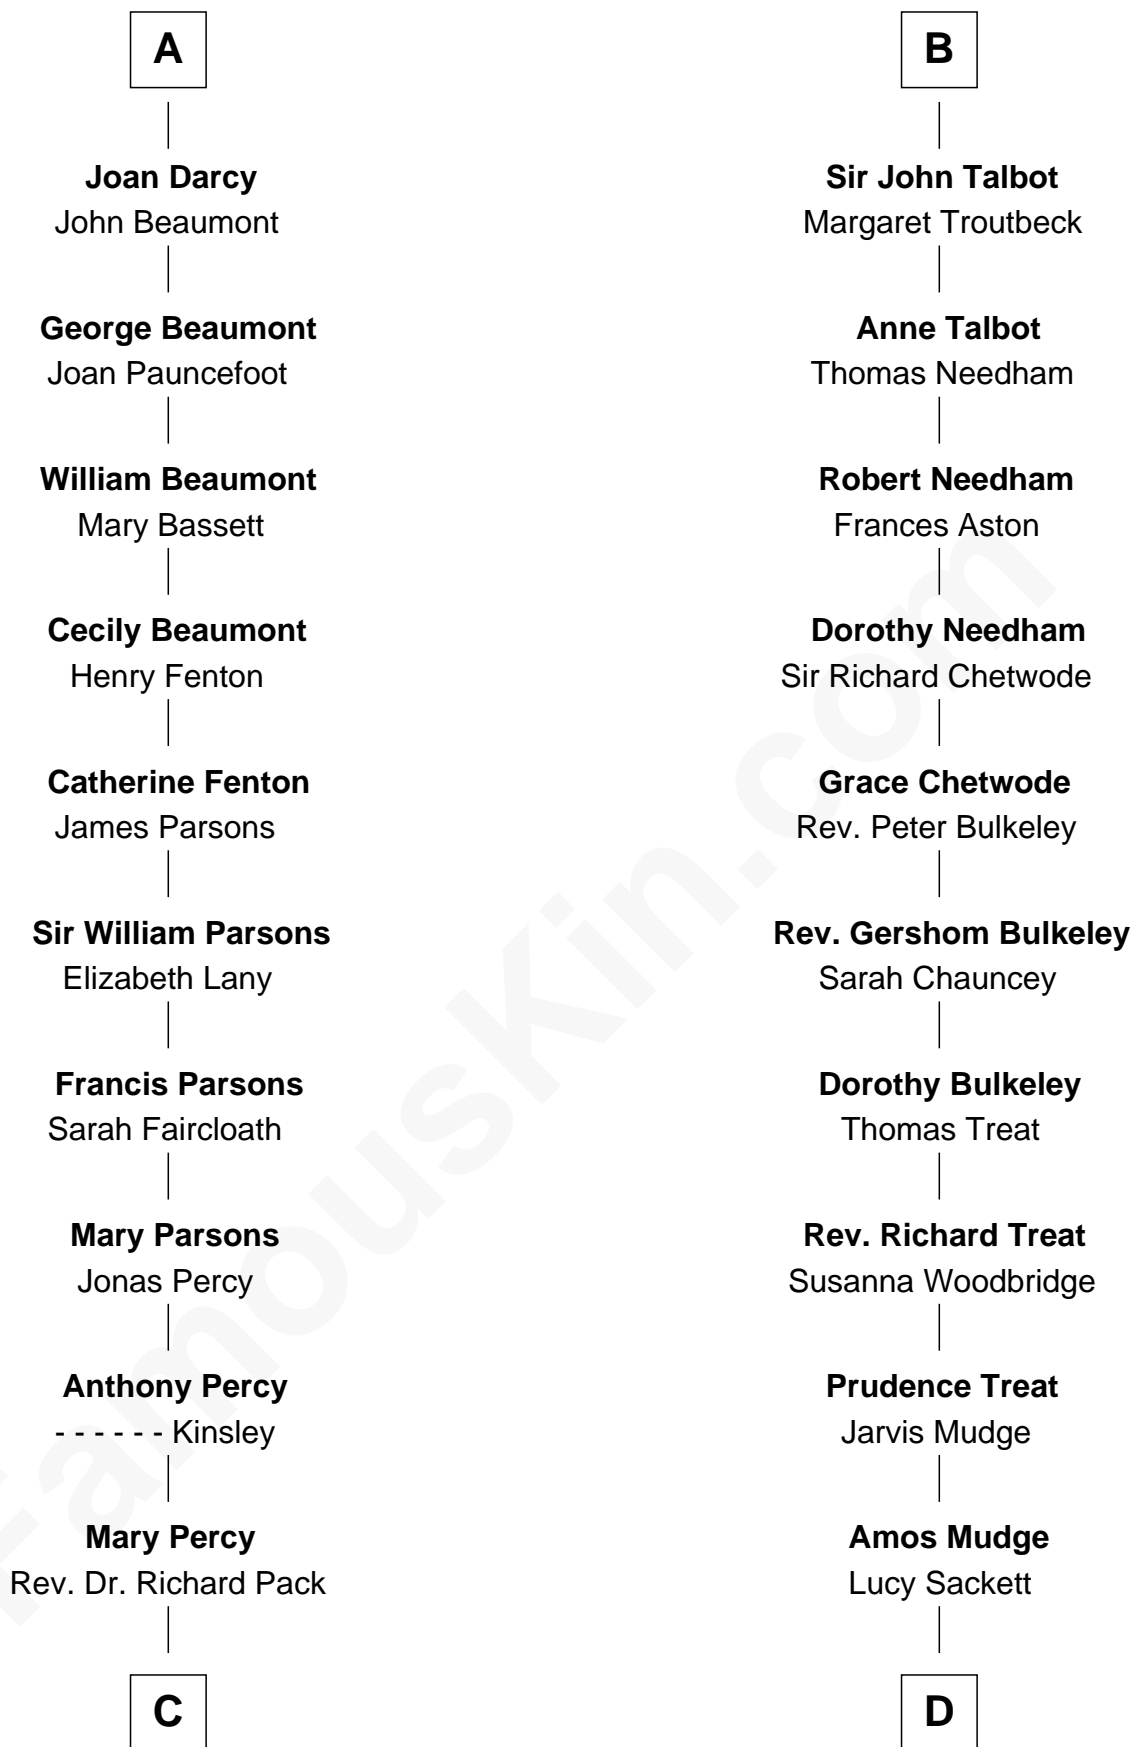 A
Joan Darcy
John Beaumont
George Beaumont
Joan Pauncefoot
William Beaumont
Mary Bassett
Cecily Beaumont
Henry Fenton
Catherine Fenton
James Parsons
Sir William Parsons
Elizabeth Lany
Francis Parsons
Sarah Faircloath
Mary Parsons
Jonas Percy
Anthony Percy
- - - - - - Kinsley
Mary Percy
Rev. Dr. Richard Pack
C
B
Sir John Talbot
Margaret Troutbeck
Anne Talbot
Thomas Needham
Robert Needham
Frances Aston
Dorothy Needham
Sir Richard Chetwode
Grace Chetwode
Rev. Peter Bulkeley
Rev. Gershom Bulkeley
Sarah Chauncey
Dorothy Bulkeley
Thomas Treat
Rev. Richard Treat
Susanna Woodbridge
Prudence Treat
Jarvis Mudge
Amos Mudge
Lucy Sackett
D
FamousKin.com